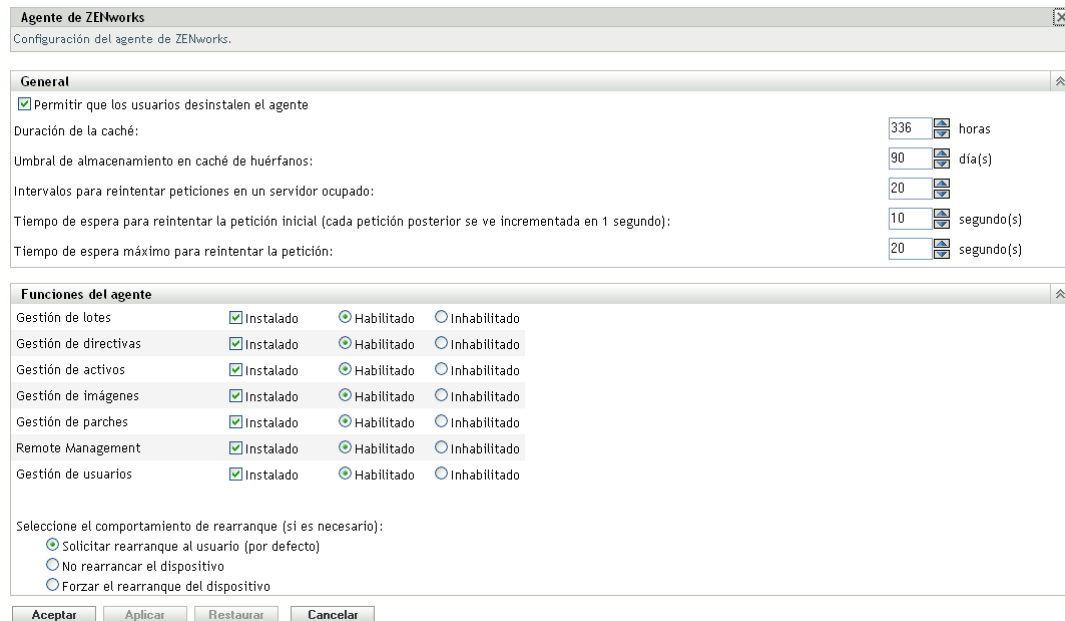 Agente de ZENworks
Configuración del agente de ZENworks.
General
Permitir que los usuarios desinstalen el agente
Duración de la caché: 336 horas
Umbral de almacenamiento en caché de huérfanos: 90 día(s)
Intervalos para reintentar peticiones en un servidor ocupado: 20
Tiempo de espera para reintentar la petición inicial (cada petición posterior se ve incrementada en 1 segundo): 10 segundo(s)
Tiempo de espera máximo para reintentar la petición: 20 segundo(s)
Funciones del agente
Gestión de lotes Instalado Habilitado Inhabilitado
Gestión de directivas Instalado Habilitado Inhabilitado
Gestión de activos Instalado Habilitado Inhabilitado
Gestión de imágenes Instalado Habilitado Inhabilitado
Gestión de parches Instalado Habilitado Inhabilitado
Remote Management Instalado Habilitado Inhabilitado
Gestión de usuarios Instalado Habilitado Inhabilitado
Seleccione el comportamiento de rearranque (si es necesario):
Solicitar rearranque al usuario (por defecto)
No rearrancar el dispositivo
Forzar el rearranque del dispositivo
Aceptar Aplicar Restaurar Cancelar